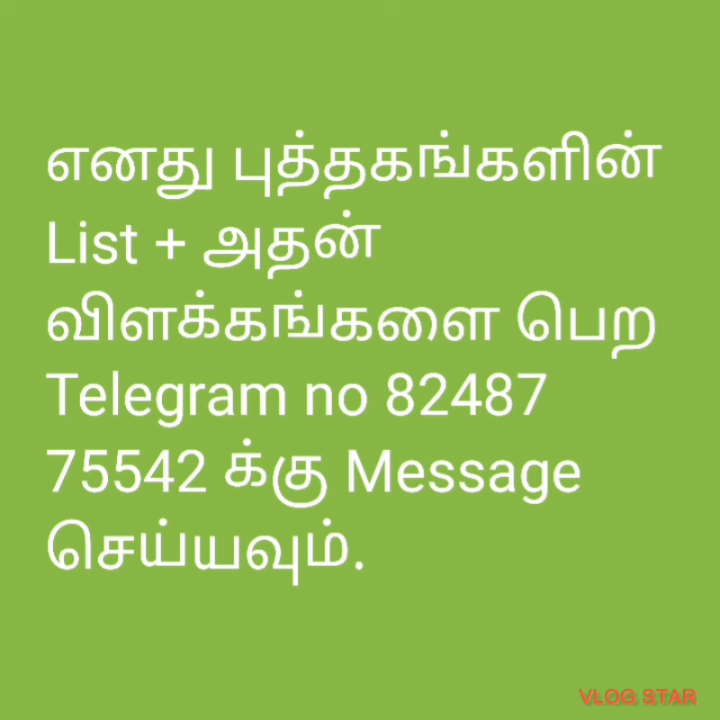 எனது புத்தகங்களின்
List + அதன்
விளக்கங்களை பெற
Telegram no 82487
75542 க்கு Message
செய்யவும்.
VLOG STAR